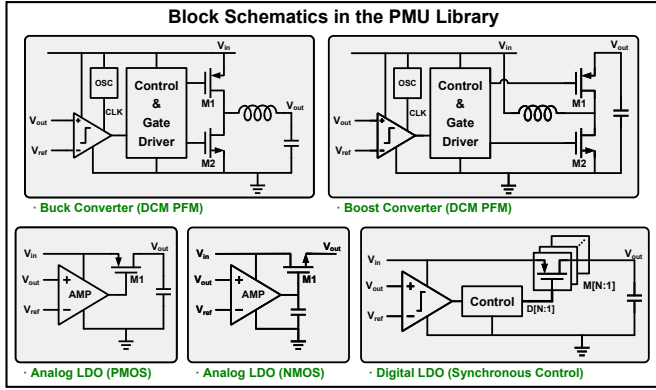 Block Schematics in the PMU Library
Vin
OSC
CLK
Control
&
Gate
Driver
M1
M2
Vout
Vref
Vout
· Buck Converter (DCM PFM)
Vin
Vout
OSC
CLK
Control
&
Gate
Driver
M1
M2
Vout
Vref
· Boost Converter (DCM PFM)
Vin
Vout
M1
Vout
AMP
Vref
· Analog LDO (PMOS)
Vin
Vout
M1
Vout
AMP
Vref
· Analog LDO (NMOS)
Vin
Vout
M[N:1]
Vout
Control
D[N:1]
Vref
· Digital LDO (Synchronous Control)